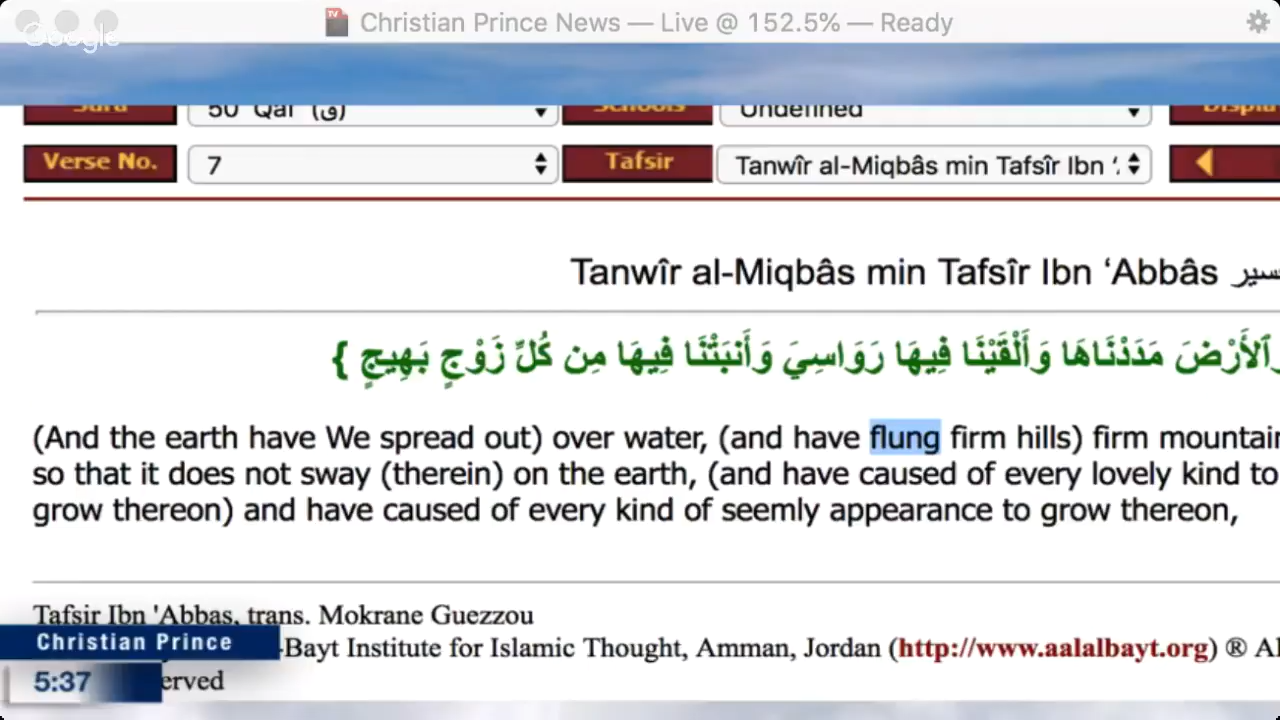 Christian Prince News — Live @ 152.5% — Ready
Google
Sura 50 Qaf (ق) Schools Undefined
Verse No. 7 Tafsir Tanwîr al-Miqbâs min Tafsîr Ibn ‘
Tanwîr al-Miqbâs min Tafsîr Ibn ‘Abbâs
ٱلأَرْضَ مَدَدْنَاهَا وَأَلْقَيْنَا فِيهَا رَوَاسِيَ وَأَنبَتْنَا فِيهَا مِن كُلِّ زَوْجٍ بَهِيجٍ }
(And the earth have We spread out) over water, (and have flung firm hills) firm mountain
so that it does not sway (therein) on the earth, (and have caused of every lovely kind to
grow thereon) and have caused of every kind of seemly appearance to grow thereon,
Tafsir Ibn 'Abbas, trans. Mokrane Guezzou
Christian Prince
-Bayt Institute for Islamic Thought, Amman, Jordan (http://www.aalalbayt.org) ®
5:37
erved